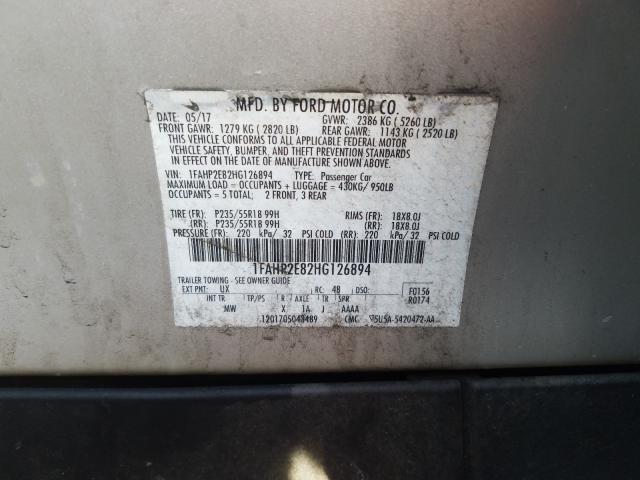 MFD. BY FORD MOTOR CO.
DATE: 05/17 GVWR: 2386 KG ( 5260 LB)
FRONT GAWR: 1279 KG ( 2820 LB) REAR GAWR: 1143 KG ( 2520 LB)
THIS VEHICLE CONFORMS TO ALL APPLICABLE FEDERAL MOTOR
VEHICLE SAFETY, BUMPER, AND THEFT PREVENTION STANDARDS
IN EFFECT ON THE DATE OF MANUFACTURE SHOWN ABOVE.
VIN: 1FAHP2E82HG126894 TYPE: Passenger Car
MAXIMUM LOAD = OCCUPANTS + LUGGAGE = 430KG/ 950LB
OCCUPANTS = 5 TOTAL; 2 FRONT, 3 REAR
TIRE (FR): P235/55R18 99H RIMS (FR): 18X8.0J
(RR): P235/55R18 99H (RR): 18X8.0J
PRESSURE (FR): 220 kPa/ 32 PSI COLD (RR): 220 kPa/ 32 PSI COLD
1FAHP2E82HG126894
TRAILER TOWING - SEE OWNER GUIDE
EXT PNT: UX RC: 48 DSO: F0156
INT TR TP/PS R AXLE TR SPR R0174
MW X 1A J AAAA
CMC 5U5A-5420472-AA